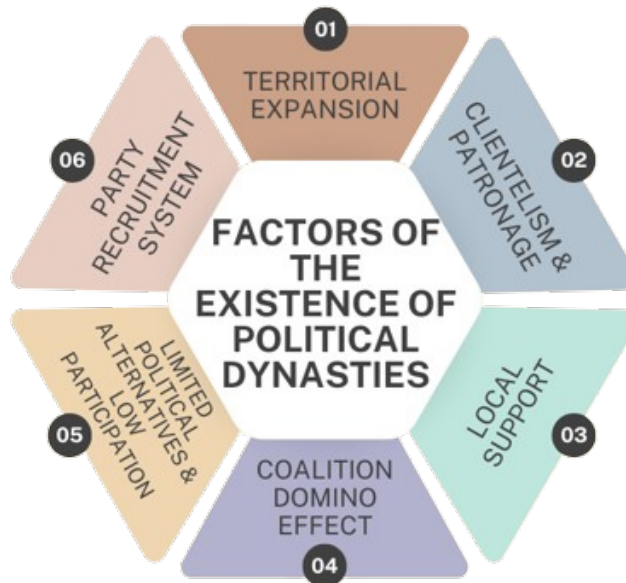 01
TERRITORIAL
EXPANSION
02
CLIENTELISM &
PATRONAGE
03
LOCAL
SUPPORT
COALITION
DOMINO
EFFECT
04
05
LIMITED
POLITICAL
ALTERNATIVES &
LOW
PARTICIPATION
06
PARTY
RECRUITMENT
SYSTEM
FACTORS OF
THE
EXISTENCE OF
POLITICAL
DYNASTIES